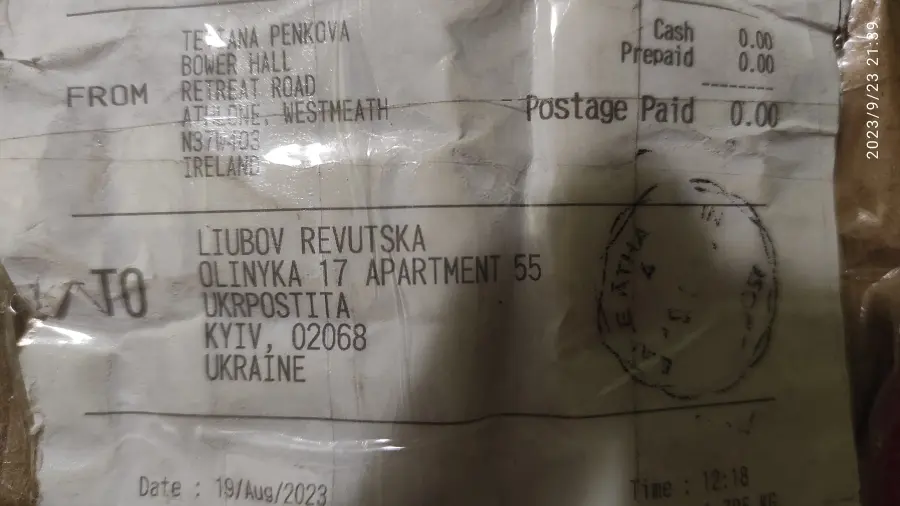 Cash 0.00
Prepaid 0.00
Postage Paid 0.00
FROM
PENKOVA
BOWER HALL
RETREAT ROAD
ATHLONE, WESTMEATH
IRELAND
TO
LIUBOV REVUTSKA
OLINYKA 17 APARTMENT 55
UKRPOSTITA
KYIV, 02068
UKRAINE
Date : 19/Aug/2023
Time : 12:18
2023/9/23 21:39